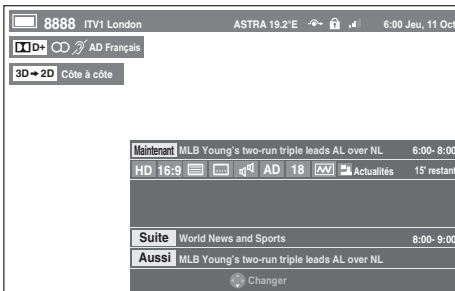 8888 ITV1 London ASTRA 19.2°E 6:00 Jeu, 11 Oct
D+ AD Français
3D➔2D Côte à côte
Maintenant MLB Young's two-run triple leads AL over NL 6:00- 8:00
HD 16:9 AD 18 Actualités 15' restant
Suite World News and Sports 8:00- 9:00
Aussi MLB Young's two-run triple leads AL over NL
Changer